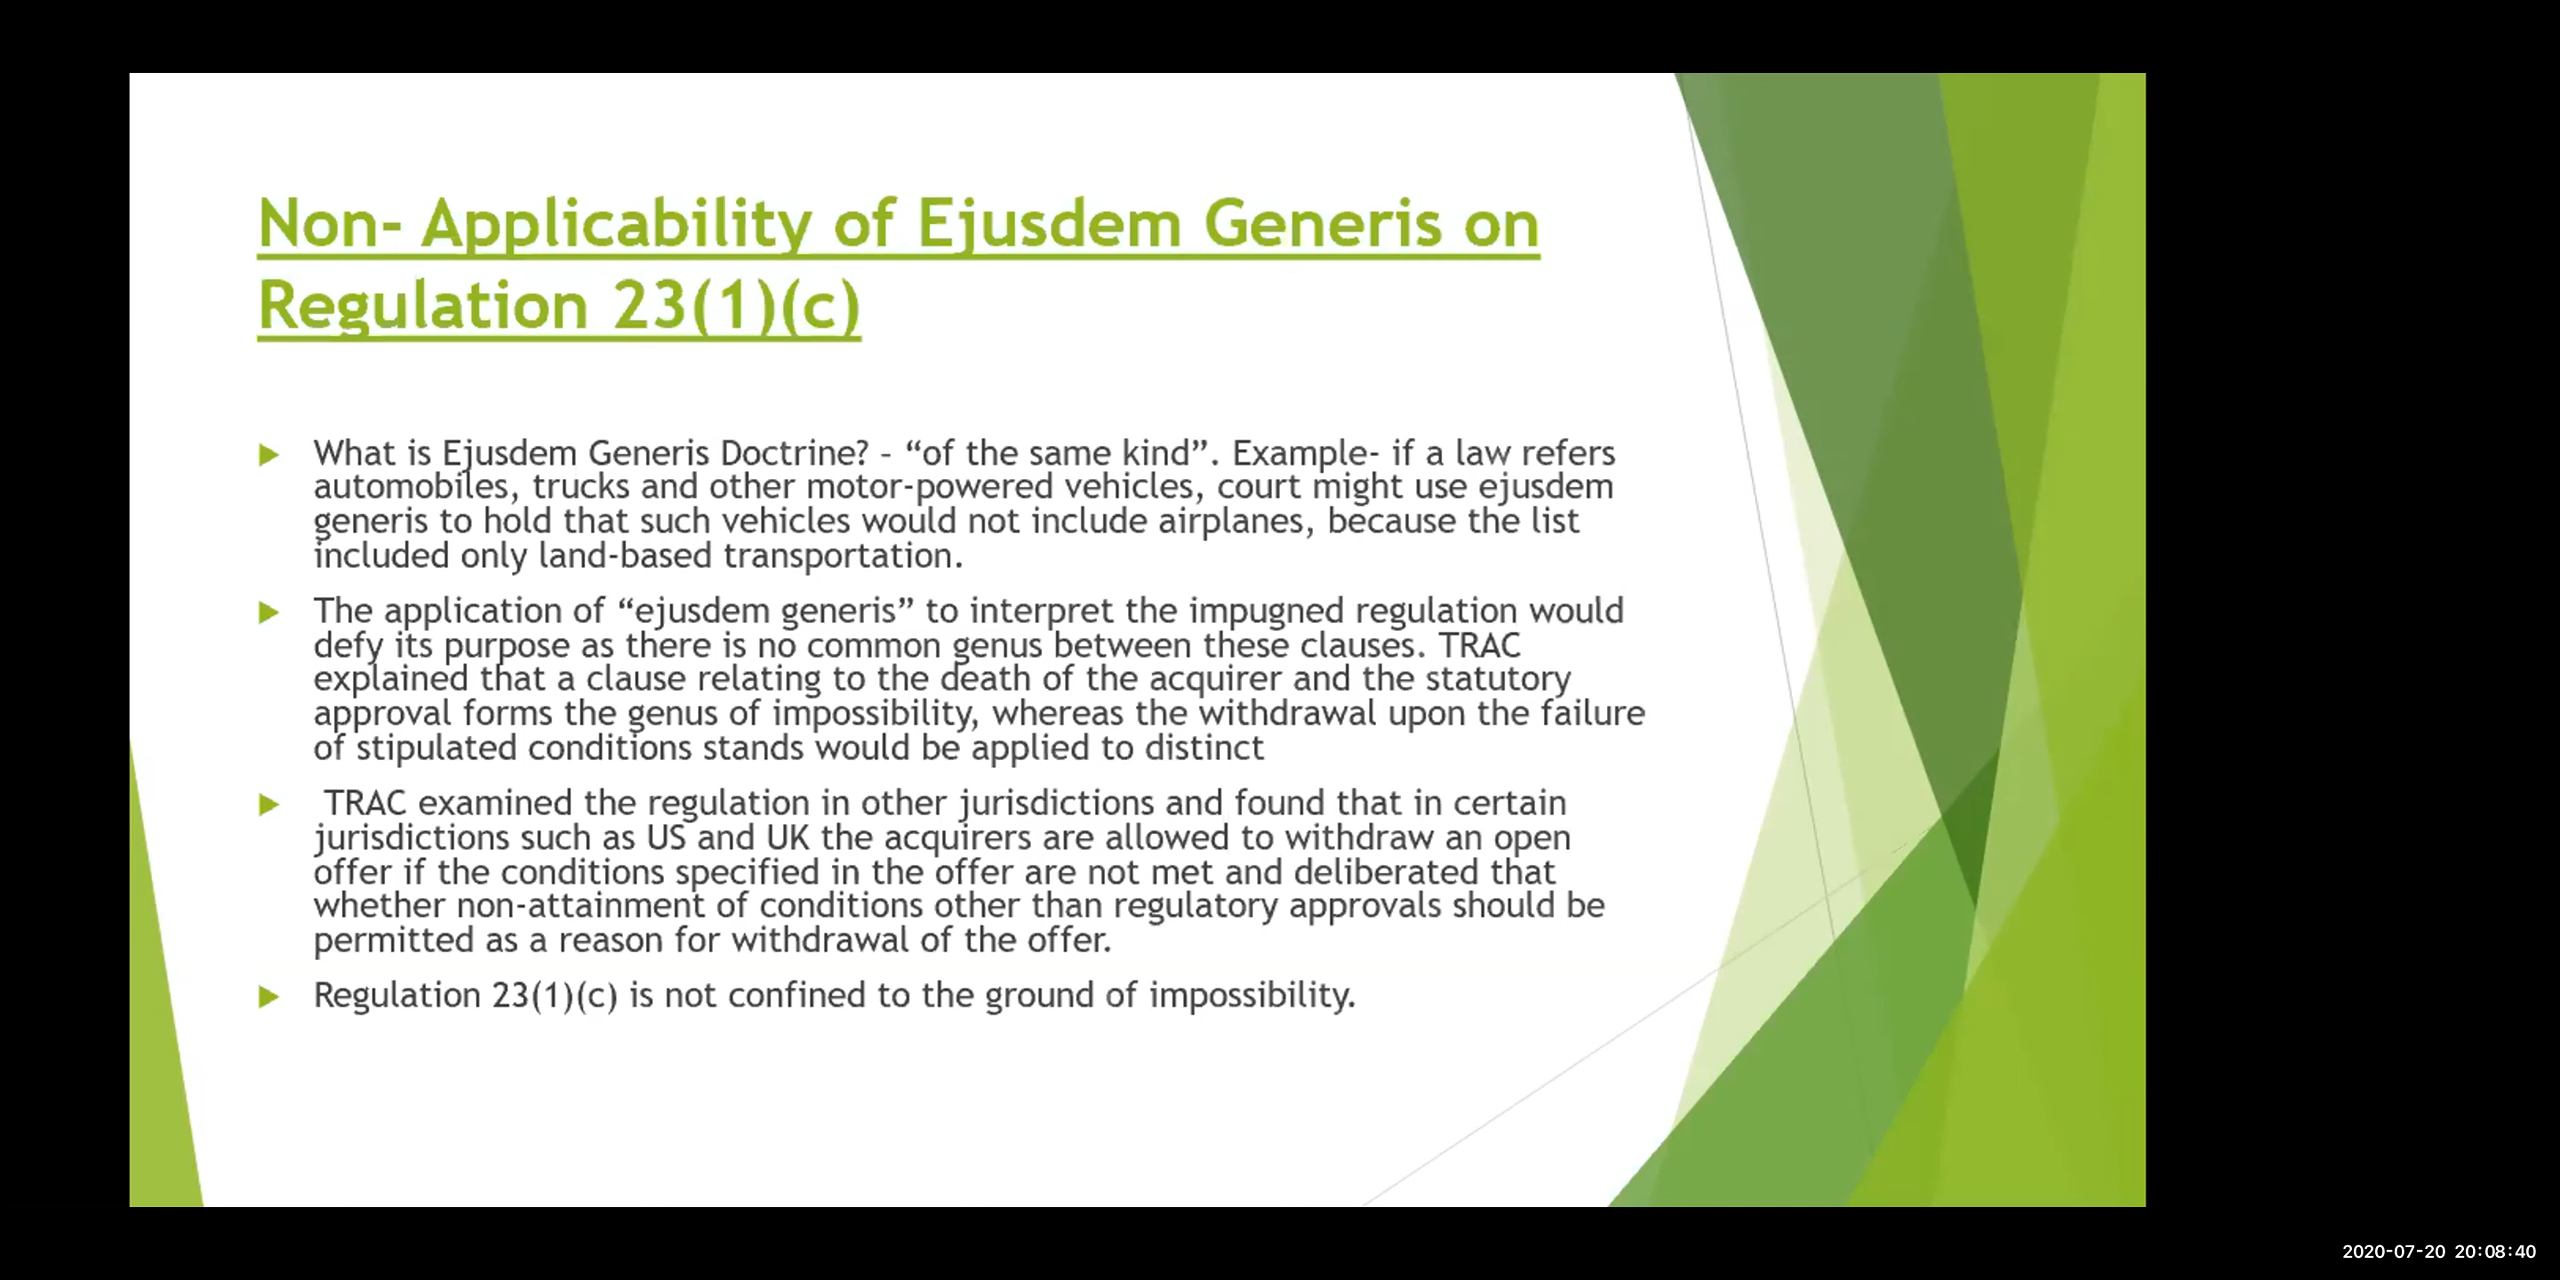 Non- Applicability of Ejusdem Generis on
Regulation 23(1)(c)
What is Ejusdem Generis Doctrine? - “of the same kind”. Example- if a law refers
automobiles, trucks and other motor-powered vehicles, court might use ejusdem
generis to hold that such vehicles would not include airplanes, because the list
included only land-based transportation.
The application of “ejusdem generis” to interpret the impugned regulation would
defy its purpose as there is no common genus between these clauses. TRAC
explained that a clause relating to the death of the acquirer and the statutory
approval forms the genus of impossibility, whereas the withdrawal upon the failure
of stipulated conditions stands would be applied to distinct
TRAC examined the regulation in other jurisdictions and found that in certain
jurisdictions such as US and UK the acquirers are allowed to withdraw an open
offer if the conditions specified in the offer are not met and deliberated that
whether non-attainment of conditions other than regulatory approvals should be
permitted as a reason for withdrawal of the offer.
Regulation 23(1)(c) is not confined to the ground of impossibility.
2020-07-20 20:08:40